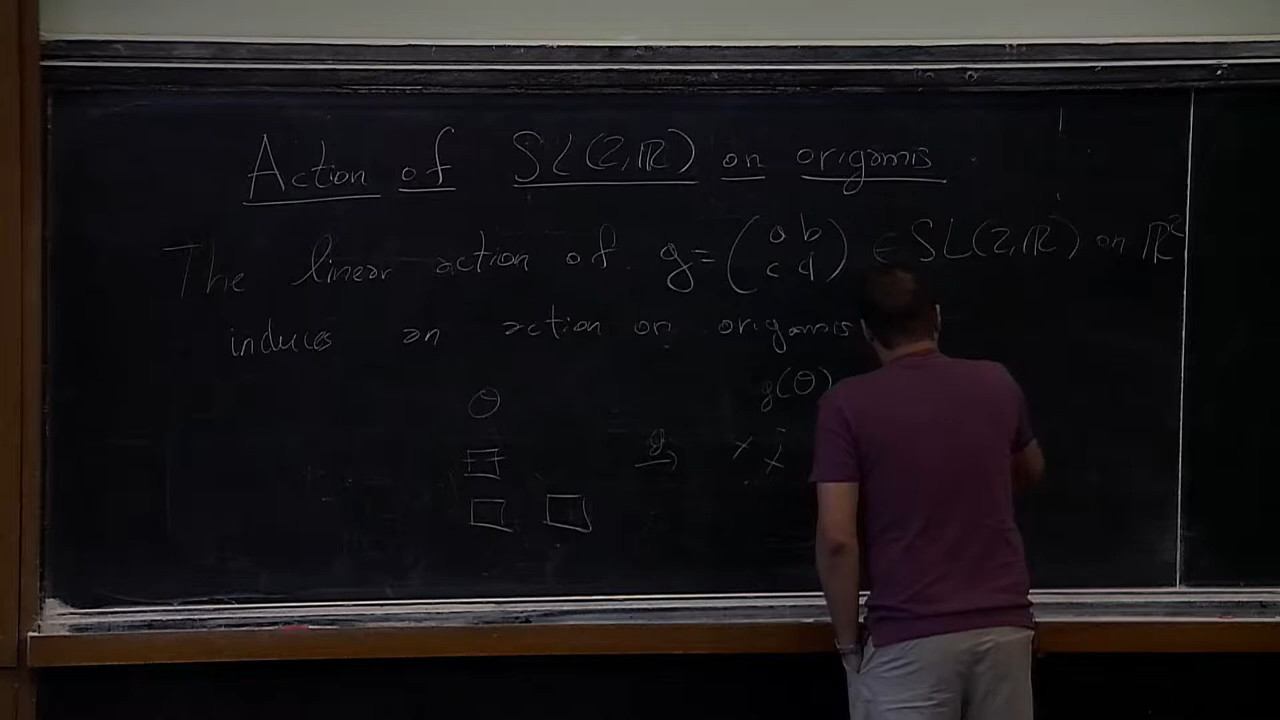 Action of SL(2,ℝ) on origamis
The linear action of g = (a b c d) ∈ SL(2,ℝ) on ℝ²
induces an action on origamis
θ g(θ)
g